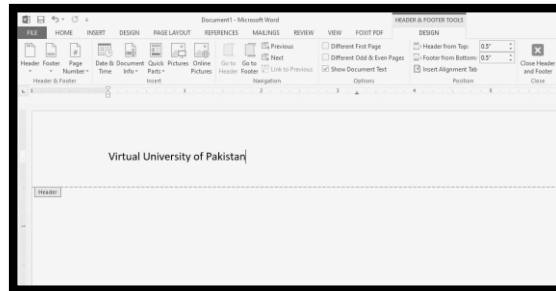 Document1 - Microsoft Word
HEADER & FOOTER TOOLS
FILE HOME INSERT DESIGN PAGE LAYOUT REFERENCES MAILINGS REVIEW VIEW FOXIT PDF DESIGN
Header Footer Page Number
Header & Footer
Date & Time Document Info Quick Parts Pictures Online Pictures
Insert
Go to Header Go to Footer Previous Next Link to Previous
Navigation
Different First Page
Different Odd & Even Pages
Show Document Text
Options
Header from Top: 0.5"
Footer from Bottom: 0.5"
Insert Alignment Tab
Position
Close Header and Footer
Close
Virtual University of Pakistan
Header